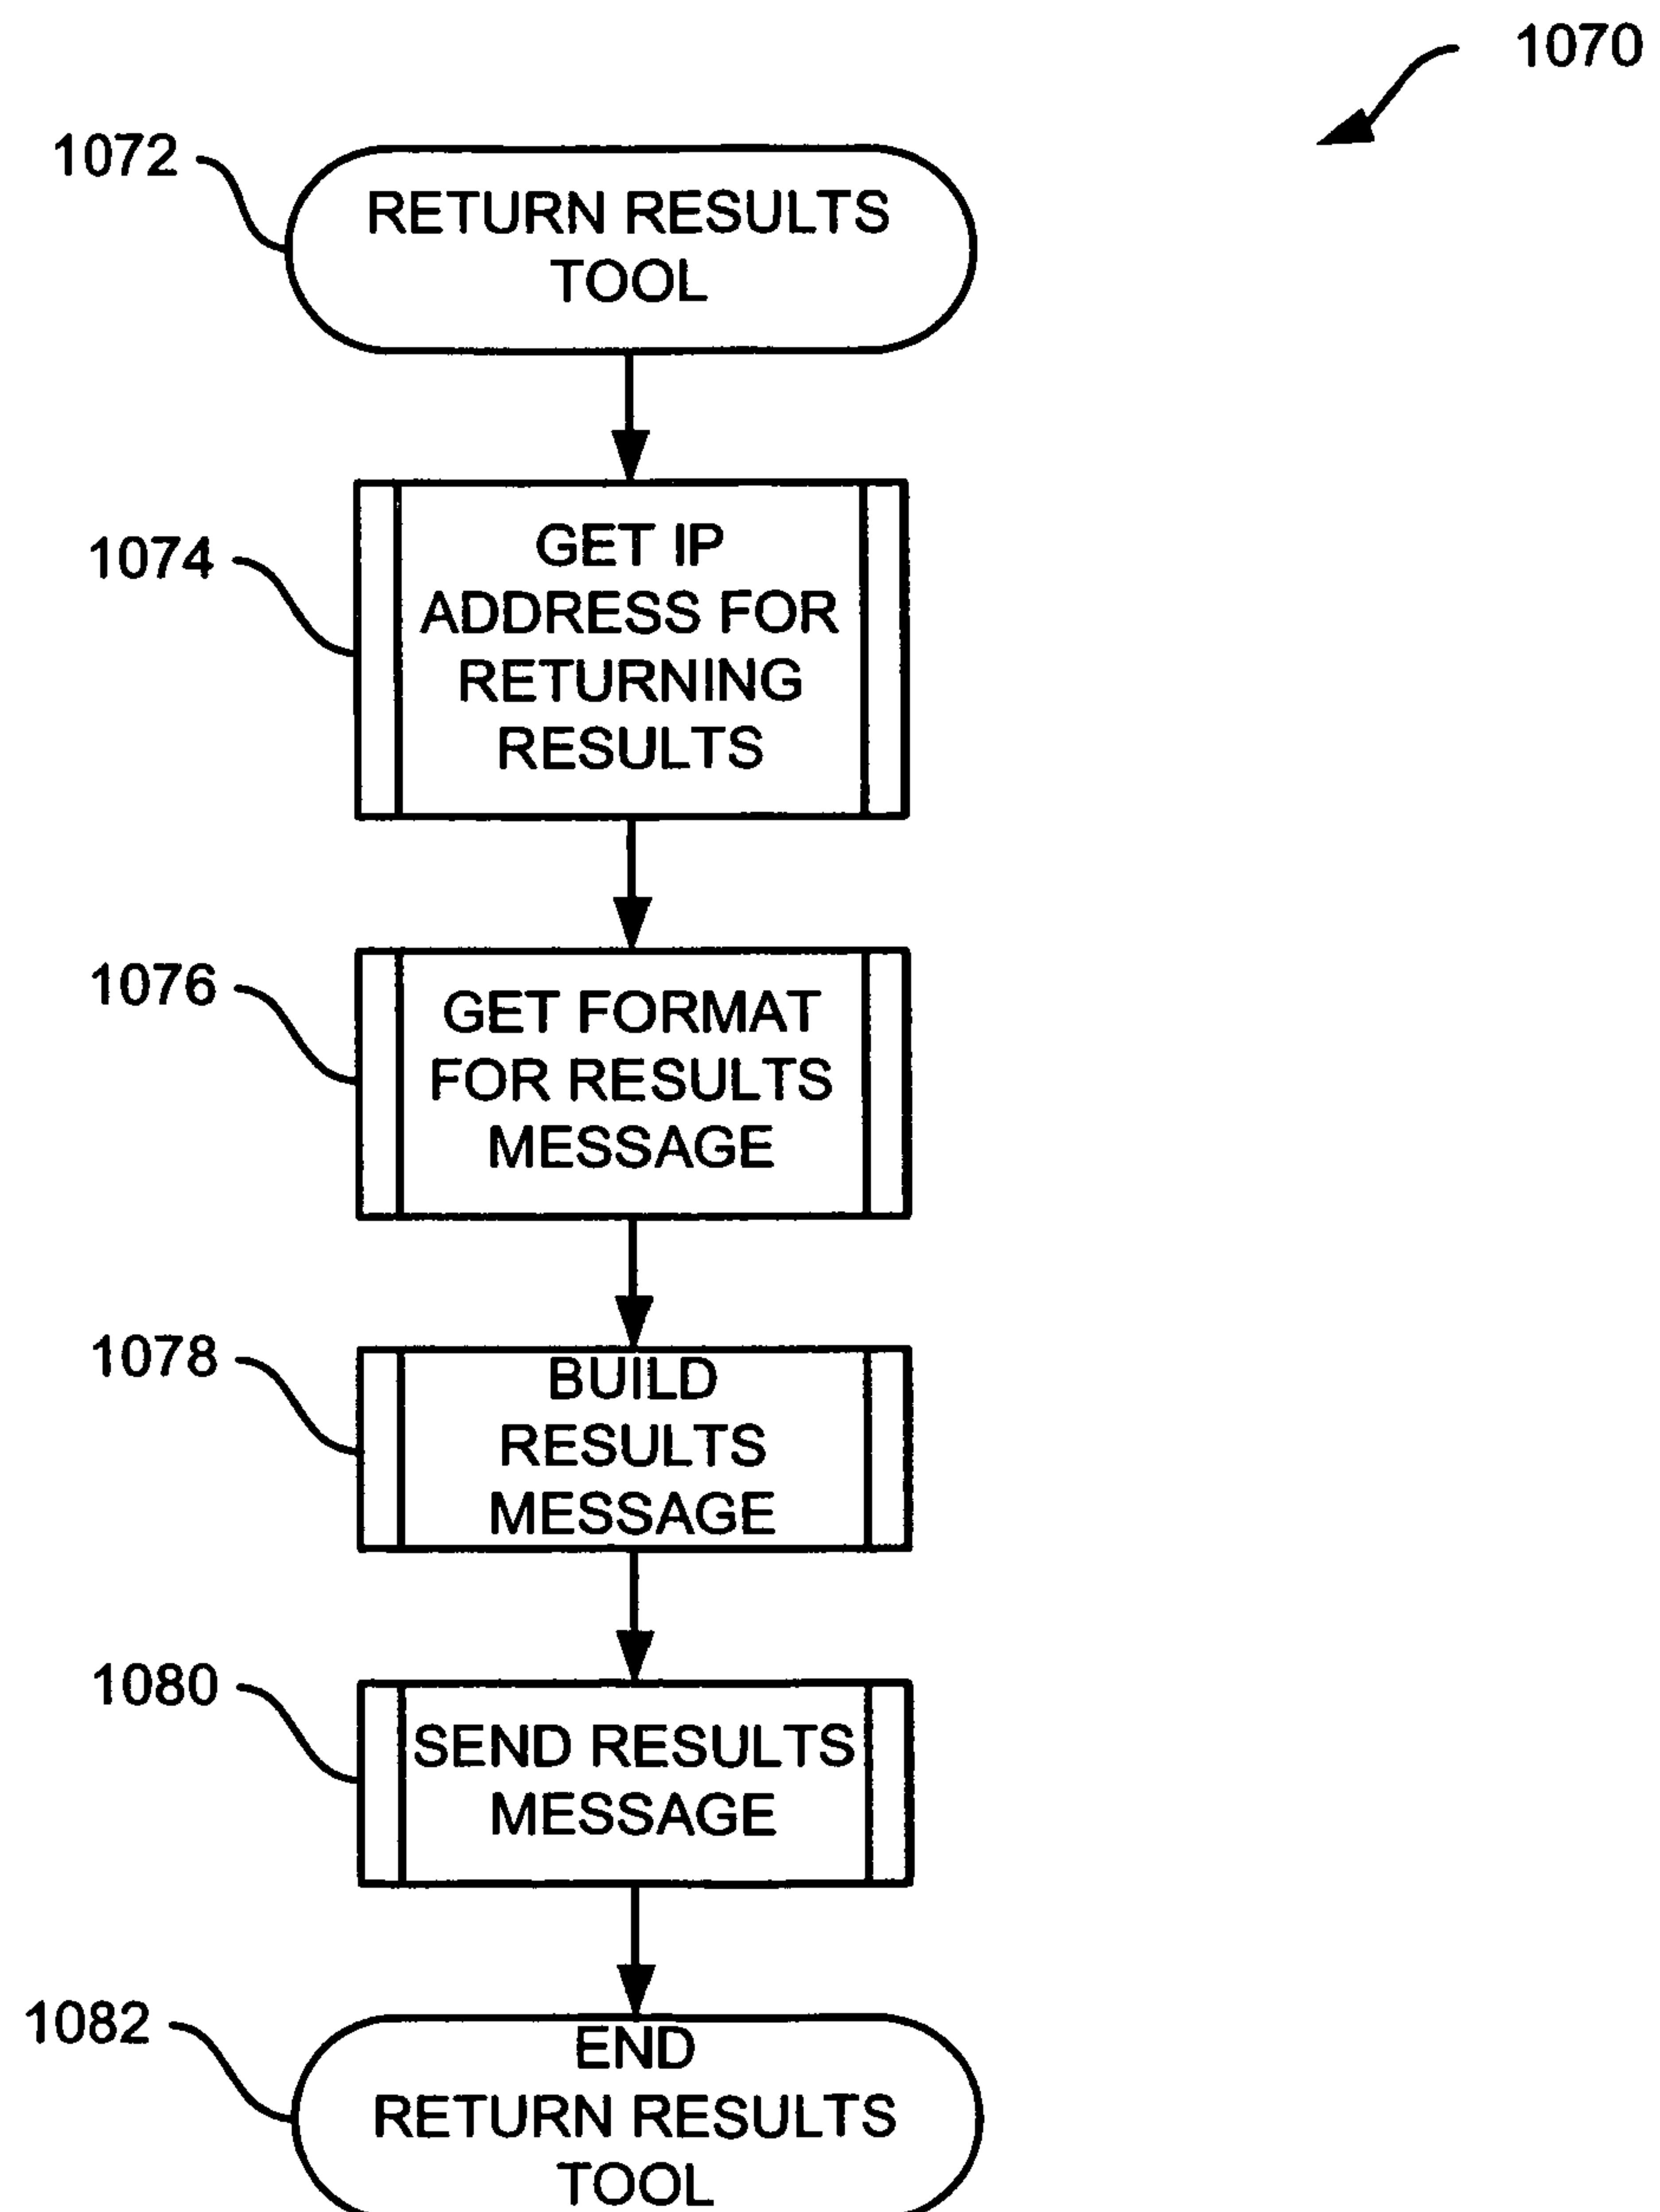 1070
1072
RETURN RESULTS
TOOL
1074
GET IP
ADDRESS FOR
RETURNING
RESULTS
1076
GET FORMAT
FOR RESULTS
MESSAGE
1078
BUILD
RESULTS
MESSAGE
1080
SEND RESULTS
MESSAGE
1082
END
RETURN RESULTS
TOOL